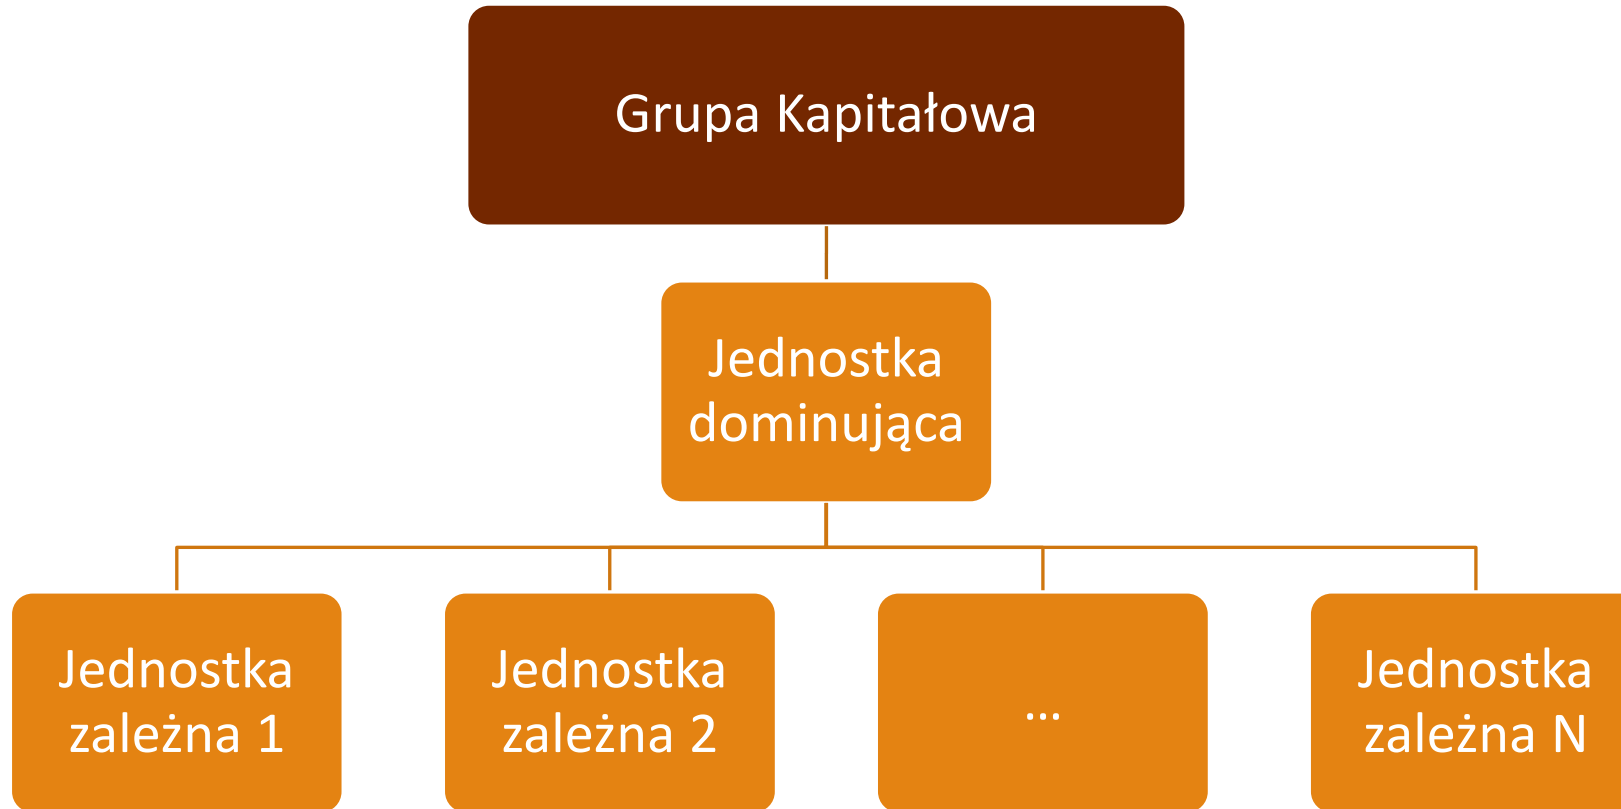 Grupa Kapitałowa
Jednostka
dominująca
Jednostka
zależna 1
Jednostka
zależna 2
...
Jednostka
zależna N